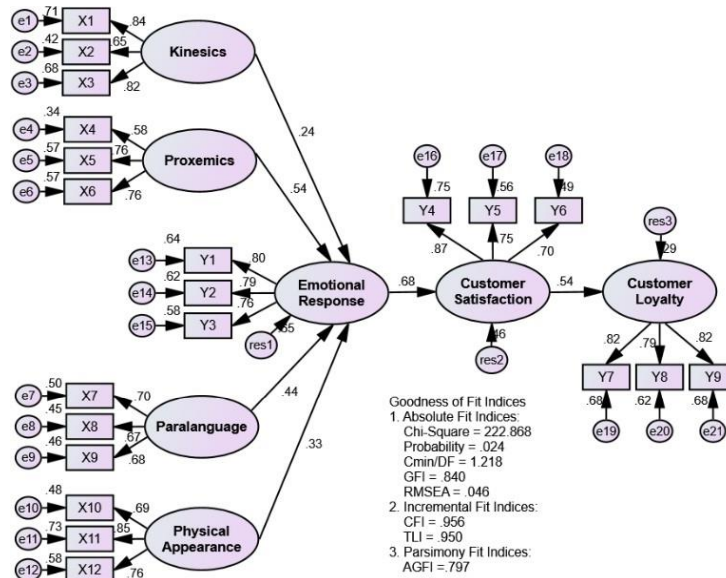 e1 .71 X1 .84
e2 .42 X2 .65 Kinesics
e3 .68 X3 .82
.24
e4 .34 X4 .58
e5 .57 X5 .76 Proxemics
e6 .57 X6 .76
.54
e16 e17 e18
.75 .56 .49
Y4 Y5 Y6
.87 .75 .70
res3
.29
e13 .64 Y1 .80
e14 .62 Y2 .79
e15 .58 Y3 .76
Emotional
Response
.68
Customer
Satisfaction
.54
Customer
Loyalty
res1 .65
.46
res2
.82 .79 .82
Y7 Y8 Y9
.68 .62 .68
e19 e20 e21
e7 .50 X7 .70
e8 .45 X8 .67 Paralanguage
e9 .46 X9 .68
.44
.33
e10 .48 X10 .69
e11 .73 X11 .85
e12 .58 X12 .76
Physical
Appearance
Goodness of Fit Indices
1. Absolute Fit Indices:
Chi-Square = 222.868
Probability = .024
Cmin/DF = 1.218
GFI = .840
RMSEA = .046
2. Incremental Fit Indices:
CFI = .956
TLI = .950
3. Parsimony Fit Indices:
AGFI = .797